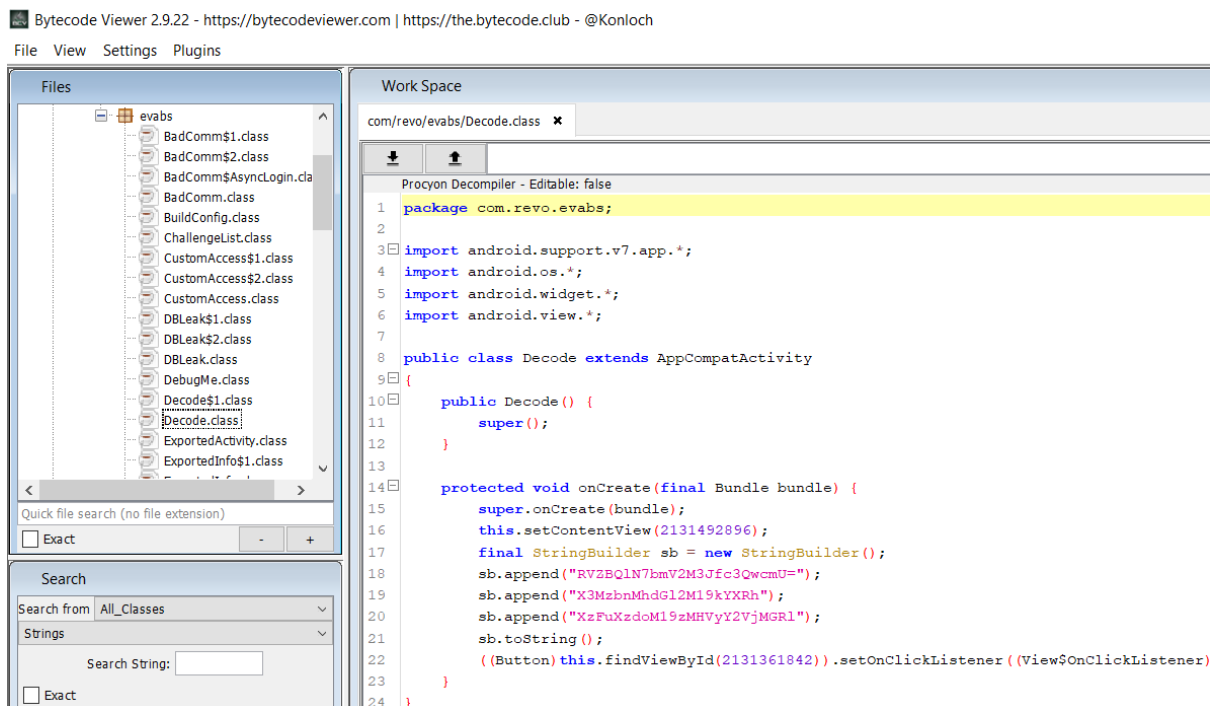 Bytecode Viewer 2.9.22 - https://bytecodeviewer.com | https://the.bytecode.club - @Konloch
File View Settings Plugins
Files
evabs
BadComm$1.class
BadComm$2.class
BadComm$AsyncLogin.cla
BadComm.class
BuildConfig.class
ChallengeList.class
CustomAccess$1.class
CustomAccess$2.class
CustomAccess.class
DBLeak$1.class
DBLeak$2.class
DBLeak.class
DebugMe.class
Decode$1.class
Decode.class
ExportedActivity.class
ExportedInfo$1.class
Quick file search (no file extension)
Exact - +
Search
Search from All_Classes
Strings
Search String:
Exact
Work Space
com/revo/evabs/Decode.class ×
Procyon Decompiler - Editable: false
1 package com.revo.evabs;
2
3 import android.support.v7.app.*;
4 import android.os.*;
5 import android.widget.*;
6 import android.view.*;
7
8 public class Decode extends AppCompatActivity
9 {
10 public Decode() {
11 super();
12 }
13
14 protected void onCreate(final Bundle bundle) {
15 super.onCreate(bundle);
16 this.setContentView(2131492896);
17 final StringBuilder sb = new StringBuilder();
18 sb.append("RVZBQlN7bmV2M3Jfc3QwcmU=");
19 sb.append("X3MzbnMhdGl2M19kYXRh");
20 sb.append("XzFuXzdoM19zMHVyY2VjMGRl");
21 sb.toString();
22 ((Button)this.findViewById(2131361842)).setOnClickListener((View$OnClickListener)
23 }
24 }